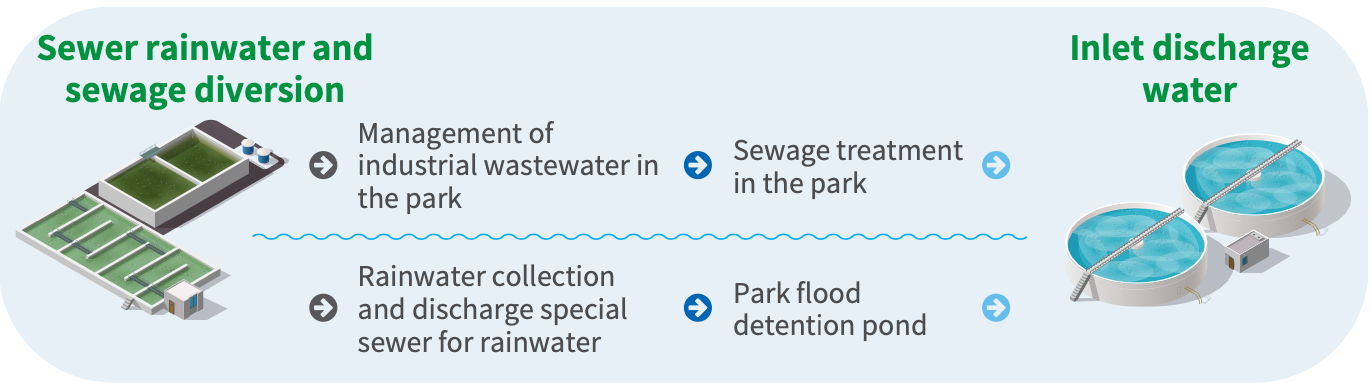 Sewer rainwater and
sewage diversion
Management of
industrial wastewater in
the park
Sewage treatment
in the park
Rainwater collection
and discharge special
sewer for rainwater
Park flood
detention pond
Inlet discharge
water